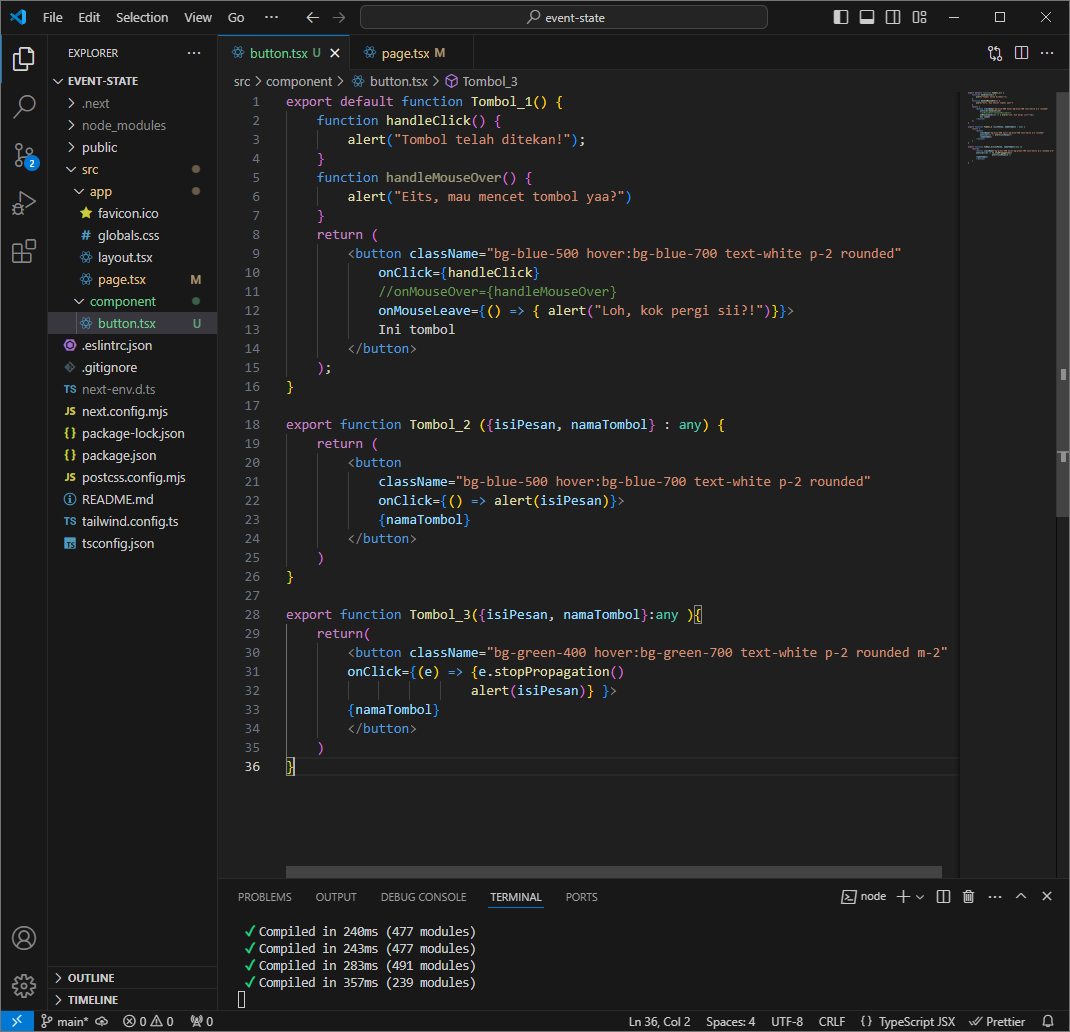 File Edit Selection View Go ··· event-state
EXPLORER ···
EVENT-STATE
.next
node_modules
public
src
app
favicon.ico
# globals.css
layout.tsx
page.tsx M
component
button.tsx U
.eslintrc.json
.gitignore
TS next-env.d.ts
JS next.config.mjs
{} package-lock.json
{} package.json
JS postcss.config.mjs
README.md
TS tailwind.config.ts
TS tsconfig.json
OUTLINE
TIMELINE
2
button.tsx U page.tsx M
src > component > button.tsx > Tombol_3
1 export default function Tombol_1() {
2 function handleClick() {
3 alert("Tombol telah ditekan!");
4 }
5 function handleMouseOver() {
6 alert("Eits, mau mencet tombol yaa?")
7 }
8 return (
9 <button className="bg-blue-500 hover:bg-blue-700 text-white p-2 rounded"
10 onClick={handleClick}
11 //onMouseOver={handleMouseOver}
12 onMouseLeave={() => { alert("Loh, kok pergi sii?!")}}>
13 Ini tombol
14 </button>
15 );
16 }
17
18 export function Tombol_2 ({isiPesan, namaTombol} : any) {
19 return (
20 <button
21 className="bg-blue-500 hover:bg-blue-700 text-white p-2 rounded"
22 onClick={() => alert(isiPesan)}>
23 {namaTombol}
24 </button>
25 )
26 }
27
28 export function Tombol_3({isiPesan, namaTombol}:any ){
29 return(
30 <button className="bg-green-400 hover:bg-green-700 text-white p-2 rounded m-2"
31 onClick={(e) => {e.stopPropagation()
32 alert(isiPesan)} }>
33 {namaTombol}
34 </button>
35 )
36 }
PROBLEMS OUTPUT DEBUG CONSOLE TERMINAL PORTS node
✓ Compiled in 240ms (477 modules)
✓ Compiled in 243ms (477 modules)
✓ Compiled in 283ms (491 modules)
✓ Compiled in 357ms (239 modules)
main* 0 0 0 Ln 36, Col 2 Spaces: 4 UTF-8 CRLF {} TypeScript JSX Prettier